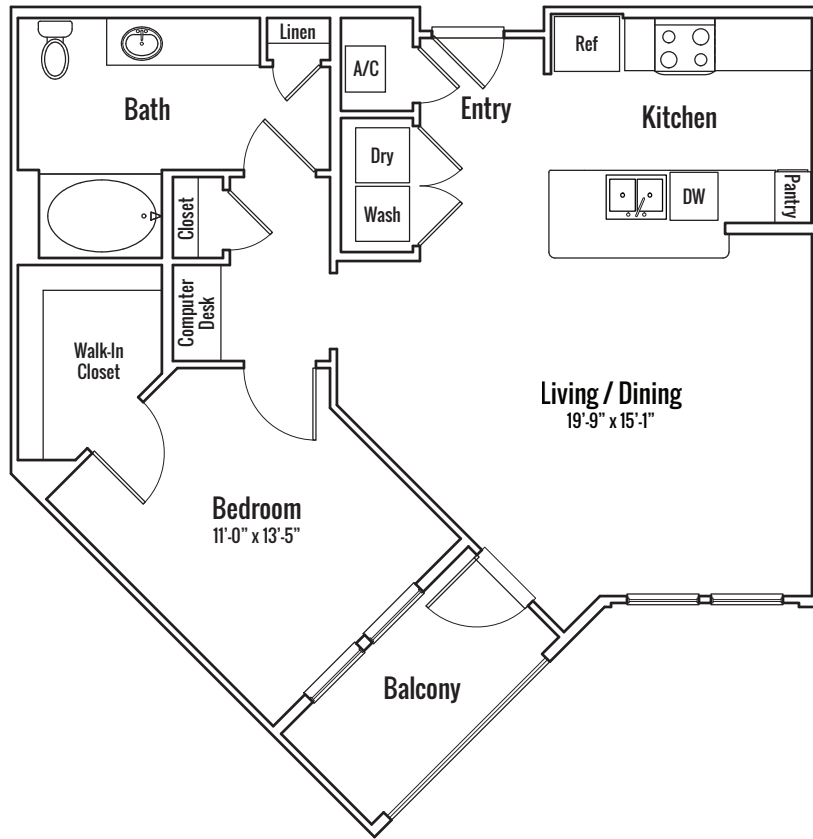 Linen
Ref
A/C
Bath
Entry
Kitchen
Dry
Wash
DW
Pantry
Closet
Computer
Desk
Walk-In
Closet
Living / Dining
19'-9" x 15'-1"
Bedroom
11'-0" x 13'-5"
Balcony